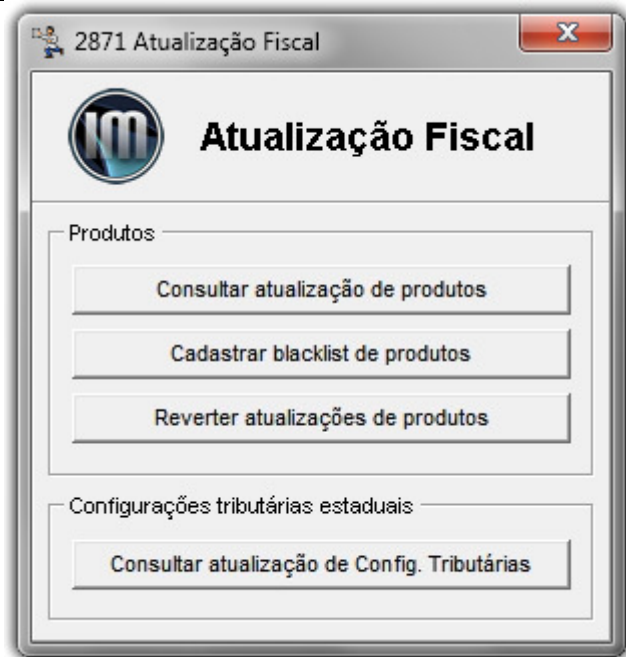 2871 Atualização Fiscal
IM
Atualização Fiscal
Produtos
Consultar atualização de produtos
Cadastrar blacklist de produtos
Reverter atualizações de produtos
Configurações tributárias estaduais
Consultar atualização de Config. Tributárias